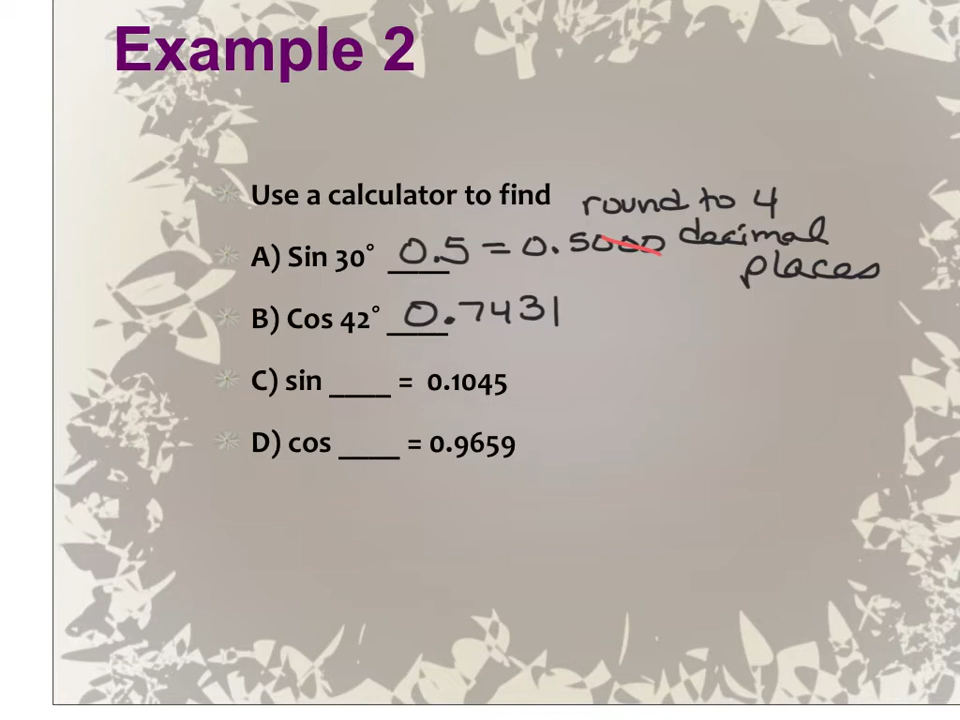 Example 2
Use a calculator to find round to 4
decimal
places
A) Sin 30° 0.5 = 0.5000
B) Cos 42° 0.7431
C) sin ____ = 0.1045
D) cos ____ = 0.9659